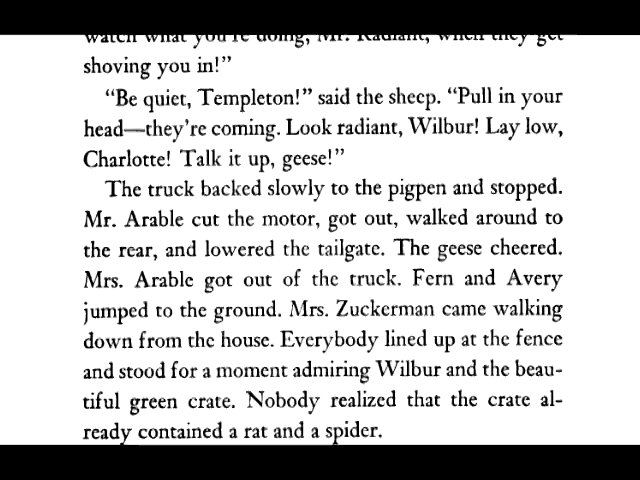 watch what you're doing, Mr. Radiant, when they get
shoving you in!"
"Be quiet, Templeton!" said the sheep. "Pull in your
head—they're coming. Look radiant, Wilbur! Lay low,
Charlotte! Talk it up, geese!"
The truck backed slowly to the pigpen and stopped.
Mr. Arable cut the motor, got out, walked around to
the rear, and lowered the tailgate. The geese cheered.
Mrs. Arable got out of the truck. Fern and Avery
jumped to the ground. Mrs. Zuckerman came walking
down from the house. Everybody lined up at the fence
and stood for a moment admiring Wilbur and the beau-
tiful green crate. Nobody realized that the crate al-
ready contained a rat and a spider.